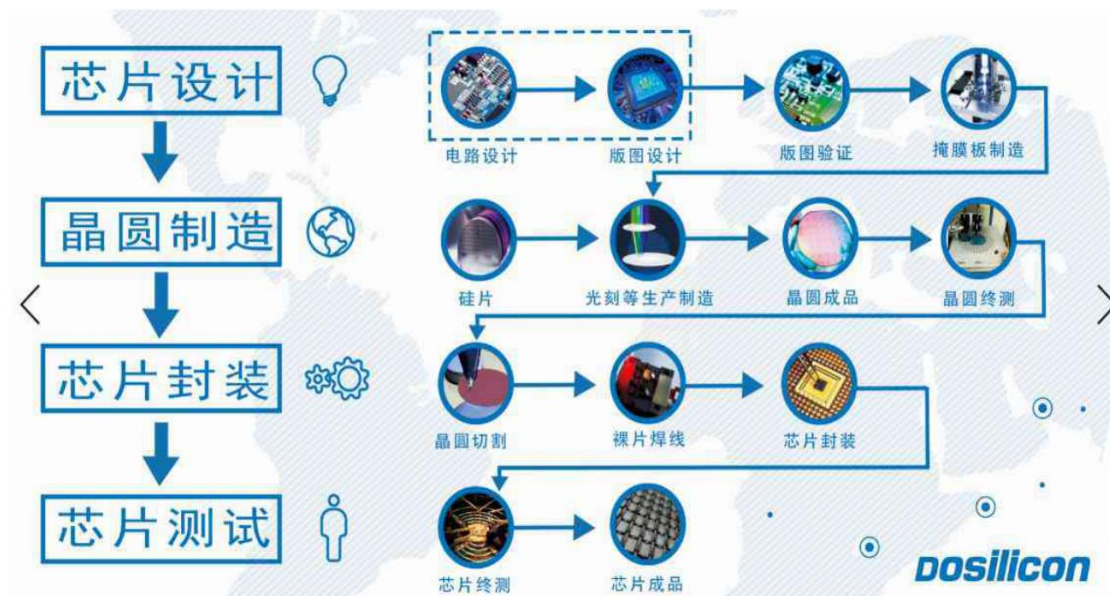 芯片设计
电路设计
版图设计
版图验证
掩膜板制造
晶圆制造
硅片
光刻等生产制造
晶圆成品
晶圆终测
芯片封装
晶圆切割
裸片焊线
芯片封装
芯片测试
芯片终测
芯片成品
Dosilicon